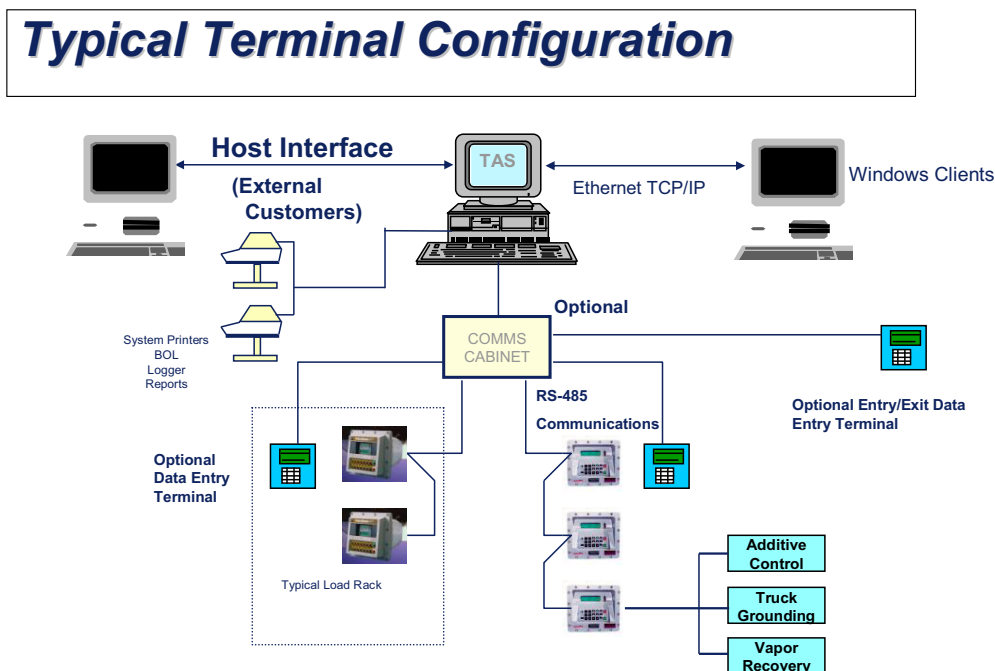 Typical Terminal Configuration
Host Interface
(External
Customers)
TAS
Ethernet TCP/IP
Windows Clients
System Printers
BOL
Logger
Reports
Optional
COMMS
CABINET
RS-485
Communications
Optional Entry/Exit Data
Entry Terminal
Optional
Data Entry
Terminal
Typical Load Rack
Additive
Control
Truck
Grounding
Vapor
Recovery